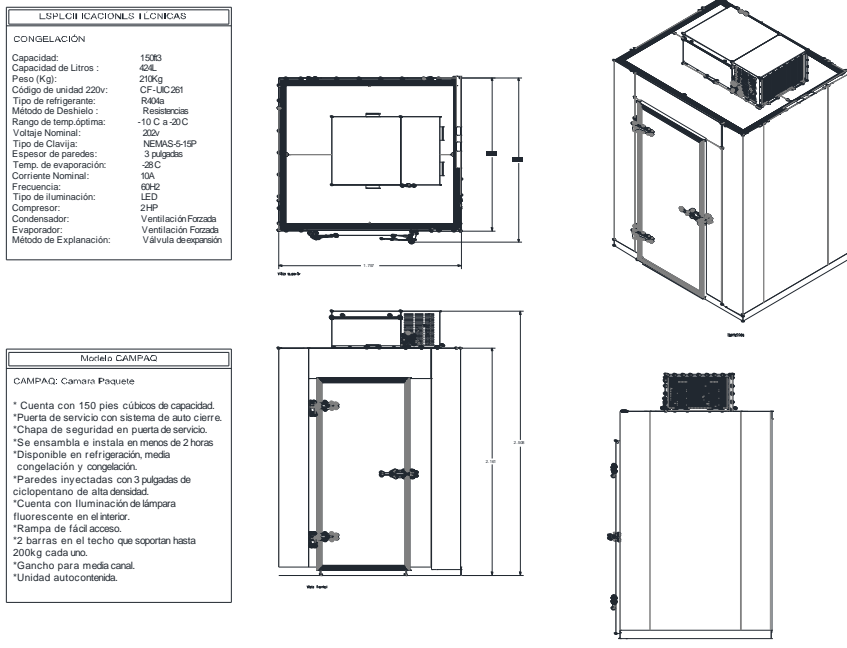 ESPECIFICACIONES TÉCNICAS
CONGELACIÓN
Capacidad: 150ft3
Capacidad de Litros : 424L
Peso (Kg): 210Kg
Código de unidad 220v: CF-UIC261
Tipo de refrigerante: R404a
Método de Deshielo : Resistencias
Rango de temp.óptima: -10 C a -20 C
Voltaje Nominal: 202v
Tipo de Clavija: NEMAS-5-15P
Espesor de paredes: 3 pulgadas
Temp. de evaporación: -28 C
Corriente Nominal: 10A
Frecuencia: 60H2
Tipo de iluminación: LED
Compresor: 2HP
Condensador: Ventilación Forzada
Evaporador: Ventilación Forzada
Método de Explanación: Válvula de expansión
Modelo CAMPAQ
CAMPAQ: Camara Paquete
* Cuenta con 150 pies cúbicos de capacidad.
*Puerta de servicio con sistema de auto cierre.
*Chapa de seguridad en puerta de servicio.
*Se ensambla e instala en menos de 2 horas
*Disponible en refrigeración, media
congelación y congelación.
*Paredes inyectadas con 3 pulgadas de
ciclopentano de alta densidad.
*Cuenta con Iluminación de lámpara
fluorescente en el interior.
*Rampa de fácil acceso.
*2 barras en el techo que soportan hasta
200kg cada uno.
*Gancho para media canal.
*Unidad autocontenida.